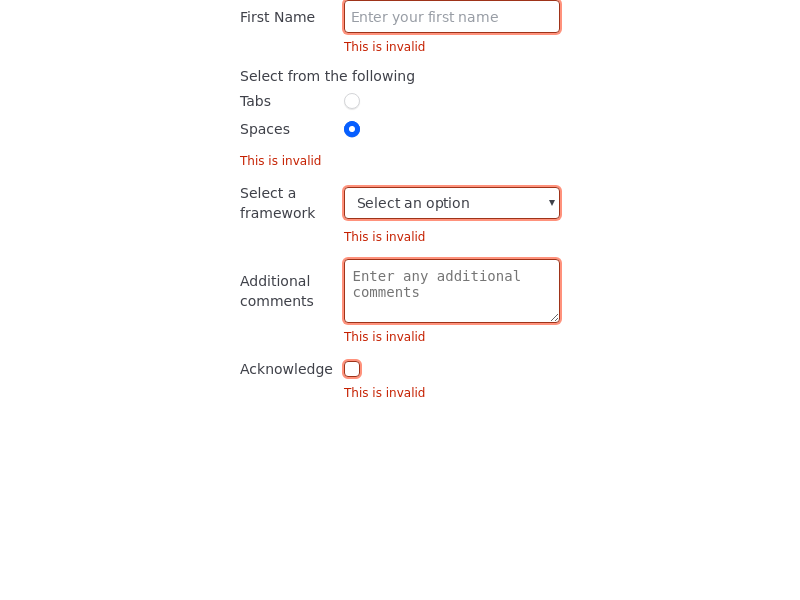 First Name
Enter your first name
This is invalid
Select from the following
Tabs
Spaces
This is invalid
Select a
framework
Select an option
This is invalid
Additional
comments
Enter any additional
comments
This is invalid
Acknowledge
This is invalid